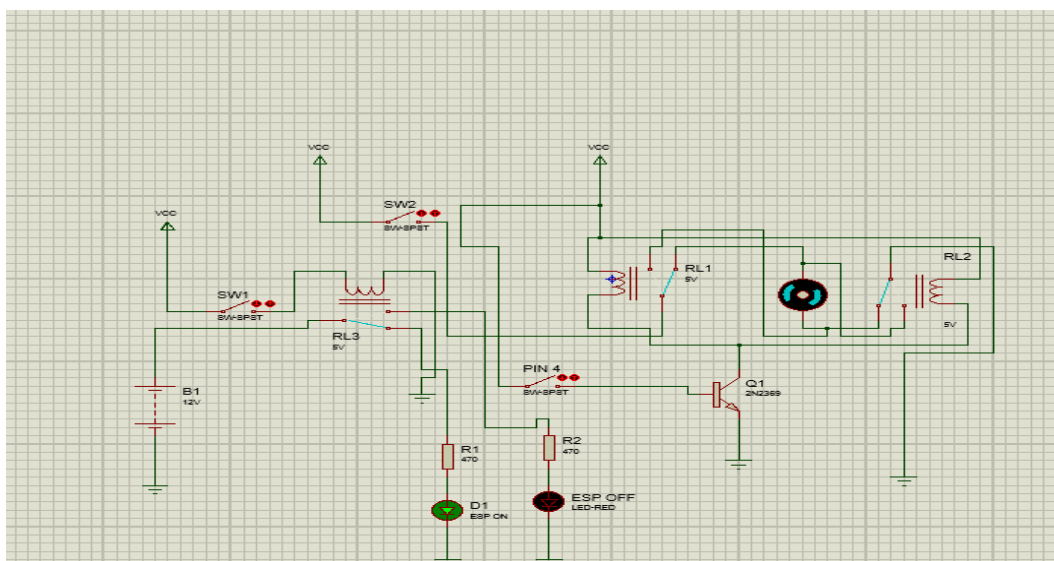 VCC
VCC
VCC
SW2
SW-SPST
SW1
SW-SPST
RL1
5V
RL2
5V
RL3
5V
PIN 4
SW-SPST
Q1
2N2369
B1
12V
R1
470
R2
470
D1
ESP ON
ESP OFF
LED-RED